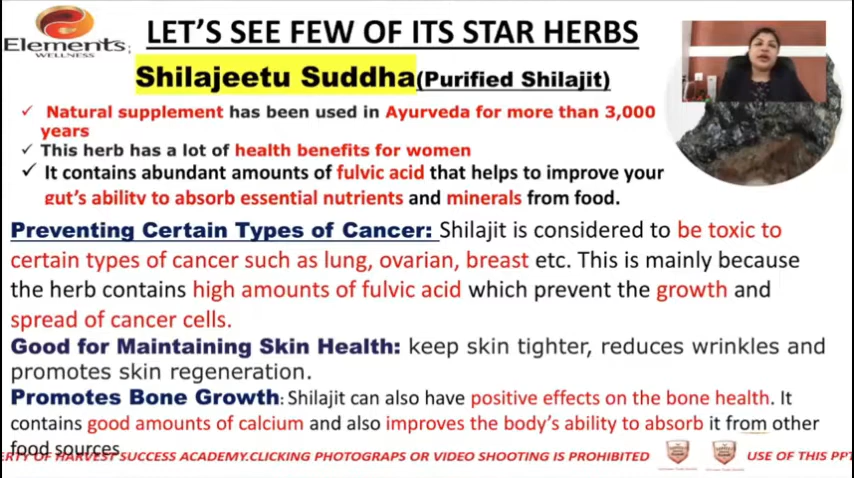 LET'S SEE FEW OF ITS STAR HERBS
Elements;
WELLNESS
Shilajeetu Suddha(Purified Shilajit)
✓ Natural supplement has been used in Ayurveda for more than 3,000
years
✓ This herb has a lot of health benefits for women
✓ It contains abundant amounts of fulvic acid that helps to improve your
gut's ability to absorb essential nutrients and minerals from food.
Preventing Certain Types of Cancer: Shilajit is considered to be toxic to
certain types of cancer such as lung, ovarian, breast etc. This is mainly because
the herb contains high amounts of fulvic acid which prevent the growth and
spread of cancer cells.
Good for Maintaining Skin Health: keep skin tighter, reduces wrinkles and
promotes skin regeneration.
Promotes Bone Growth: Shilajit can also have positive effects on the bone health. It
contains good amounts of calcium and also improves the body's ability to absorb it from other
food sources
ERTY OF HARVEST SUCCESS ACADEMY.CLICKING PHOTOGRAPS OR VIDEO SHOOTING IS PROHIBITED
USE OF THIS PPT